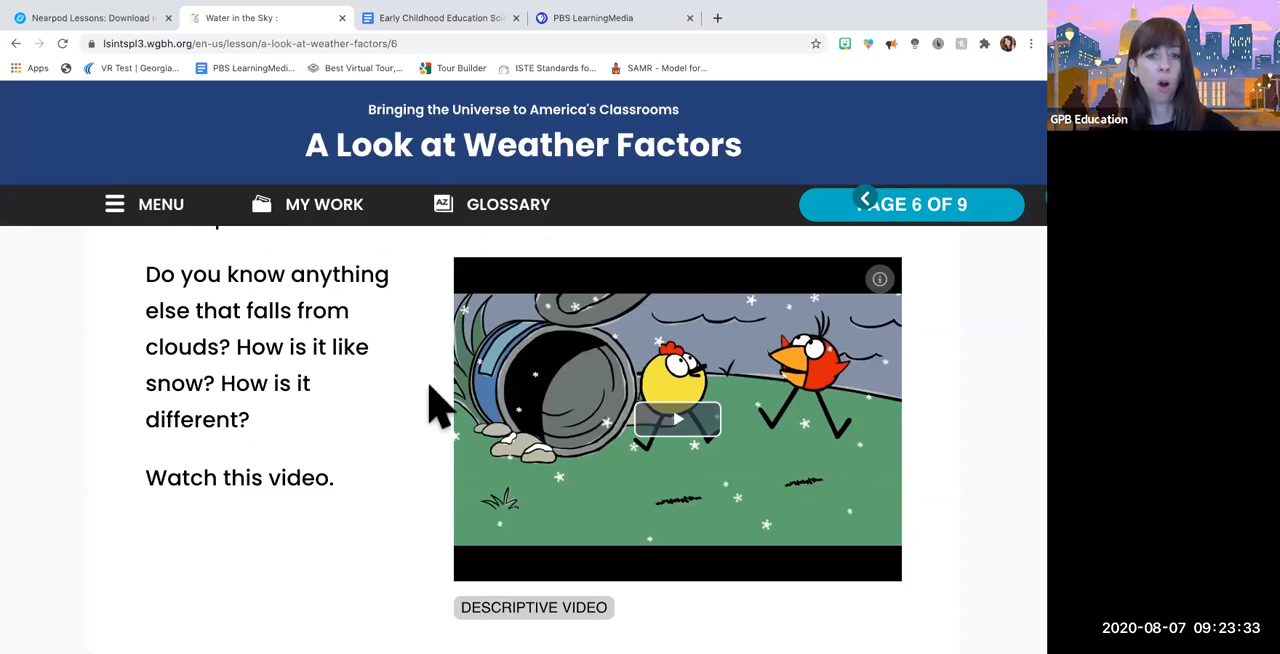 Nearpod Lessons: Download r
Water in the Sky :
Early Childhood Education Sci
PBS LearningMedia
lsintspl3.wgbh.org/en-us/lesson/a-look-at-weather-factors/6
Apps
VR Test | Georgia...
PBS LearningMedi...
Best Virtual Tour,...
Tour Builder
ISTE Standards fo...
SAMR - Model for...
GPB Education
Bringing the Universe to America's Classrooms
A Look at Weather Factors
MENU
MY WORK
AZ
GLOSSARY
PAGE 6 OF 9
Do you know anything
else that falls from
clouds? How is it like
snow? How is it
different?
Watch this video.
DESCRIPTIVE VIDEO
2020-08-07 09:23:33